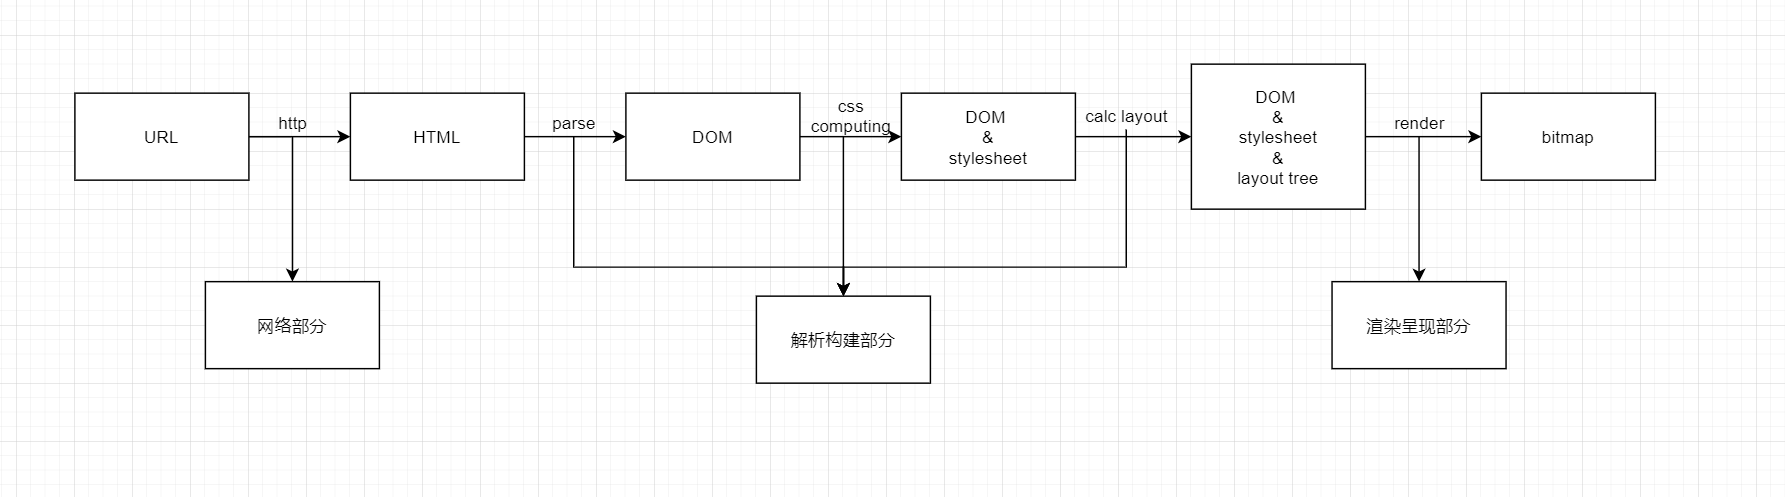 URL
http
HTML
parse
DOM
css
computing
DOM
&
stylesheet
calc layout
DOM
&
stylesheet
&
layout tree
render
bitmap
网络部分
解析构建部分
渲染呈现部分